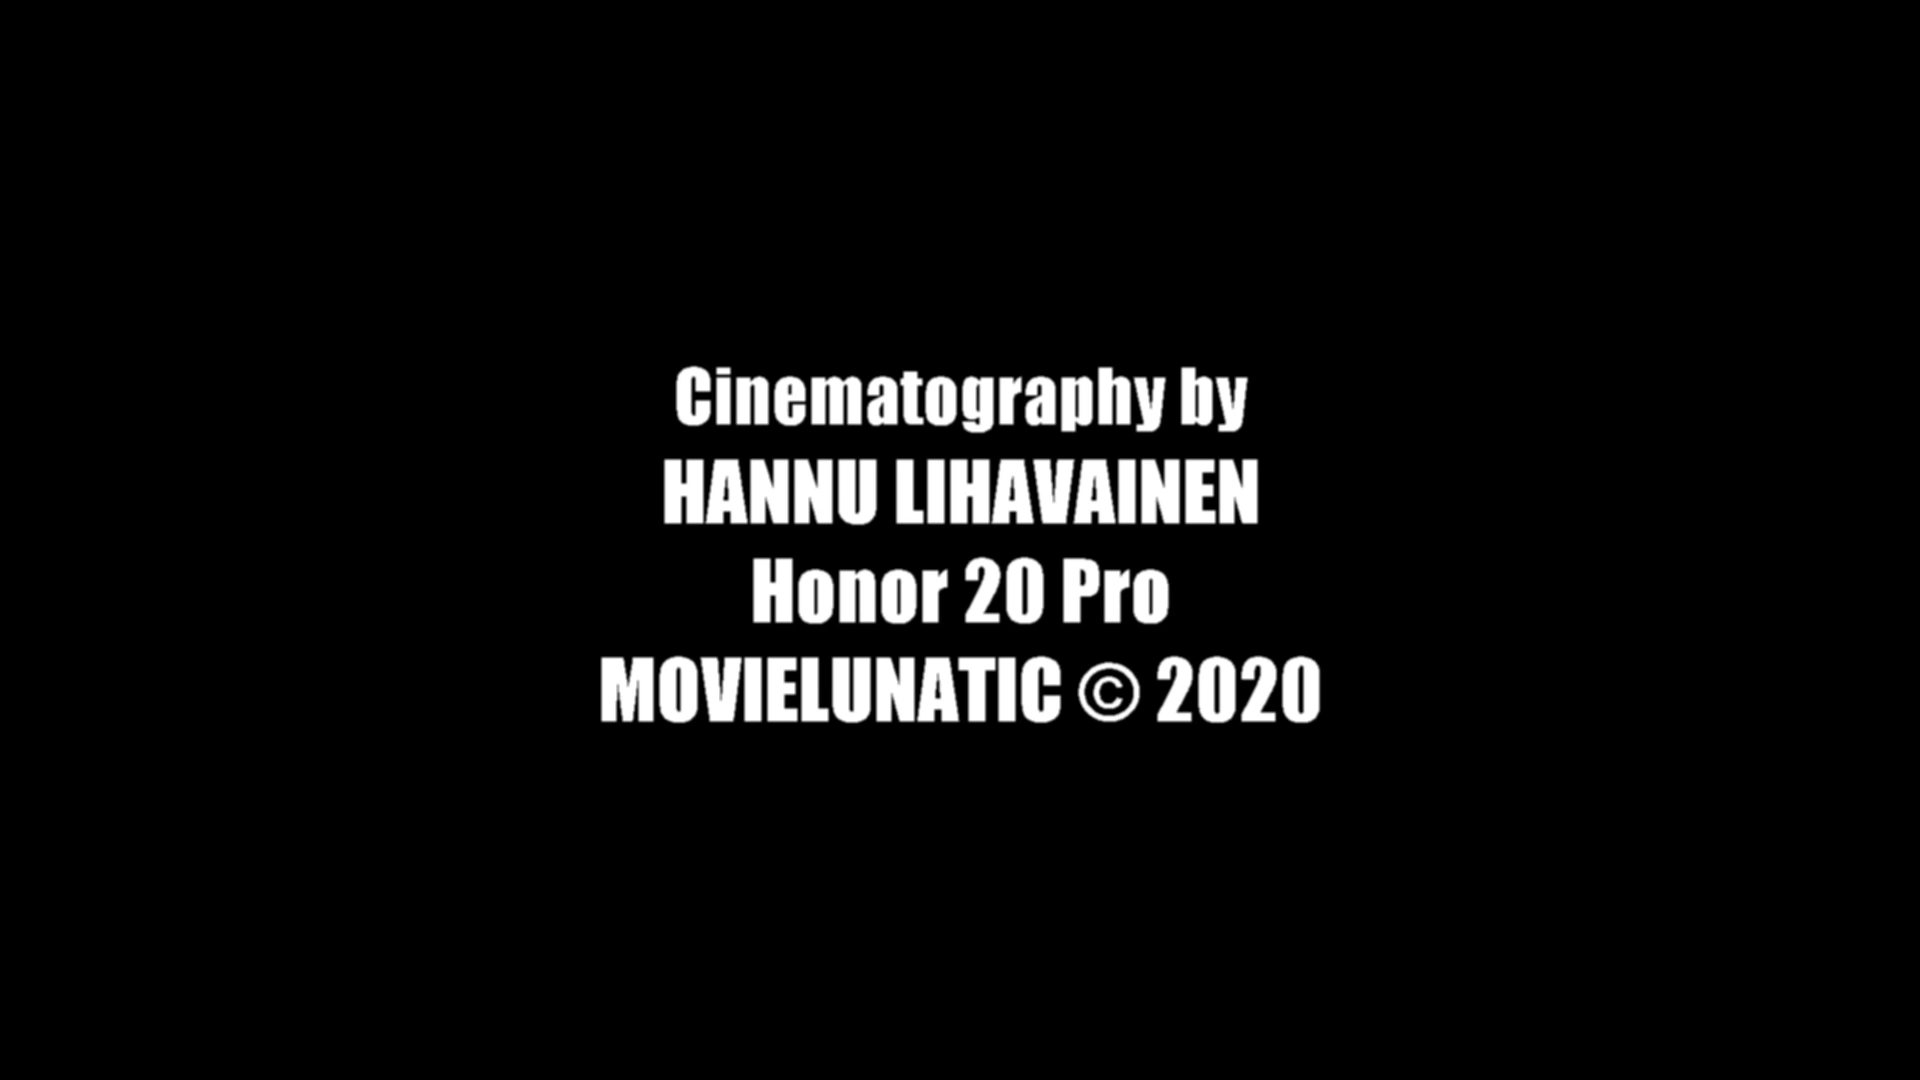 Cinematography by
HANNU LIHAVAINEN
Honor 20 Pro
MOVIELUNATIC © 2020